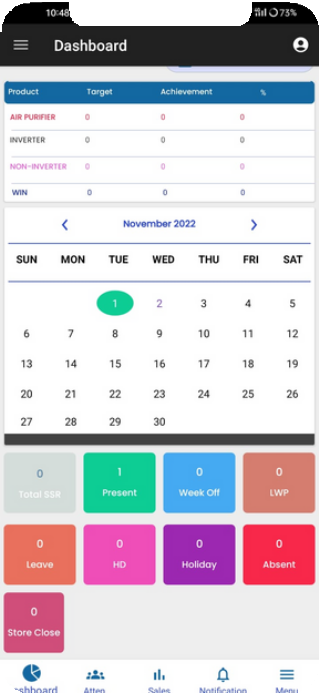 10:48
73%
Dashboard
Product Target Achievement %
AIR PURIFIER 0 0 0
INVERTER 0 0 0
NON-INVERTER 0 0 0
WIN 0 0 0
November 2022
SUN MON TUE WED THU FRI SAT
1 2 3 4 5
6 7 8 9 10 11 12
13 14 15 16 17 18 19
20 21 22 23 24 25 26
27 28 29 30
0 1 0 0
Total SSR Present Week Off LWP
0 0 0 0
Leave HD Holiday Absent
0
Store Close
shboard Atten Sales Notification Menu